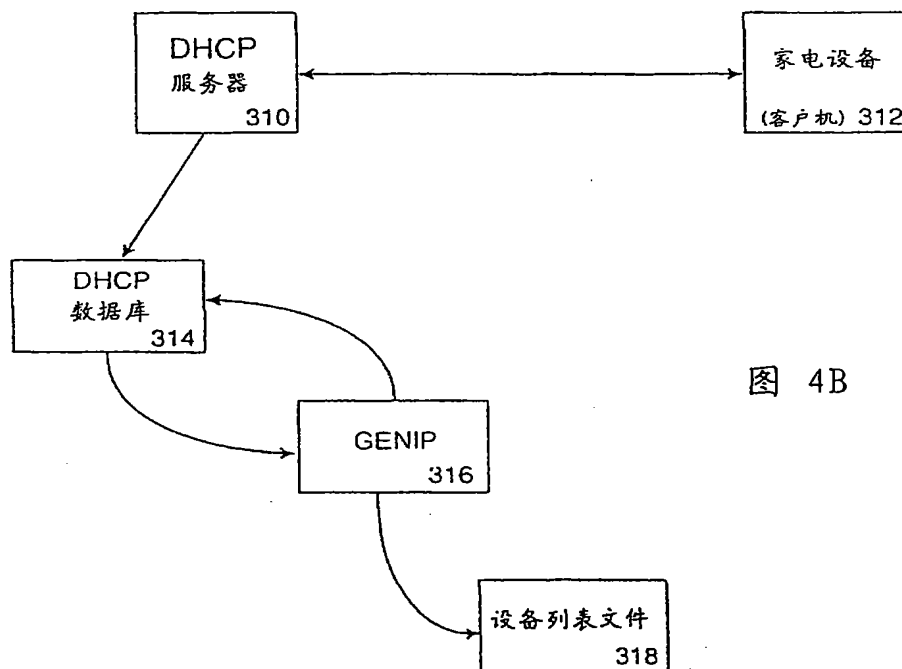 DHCP
服务器
310
家电设备
(客户机) 312
DHCP
数据库
314
图 4B
GENIP
316
设备列表文件
318